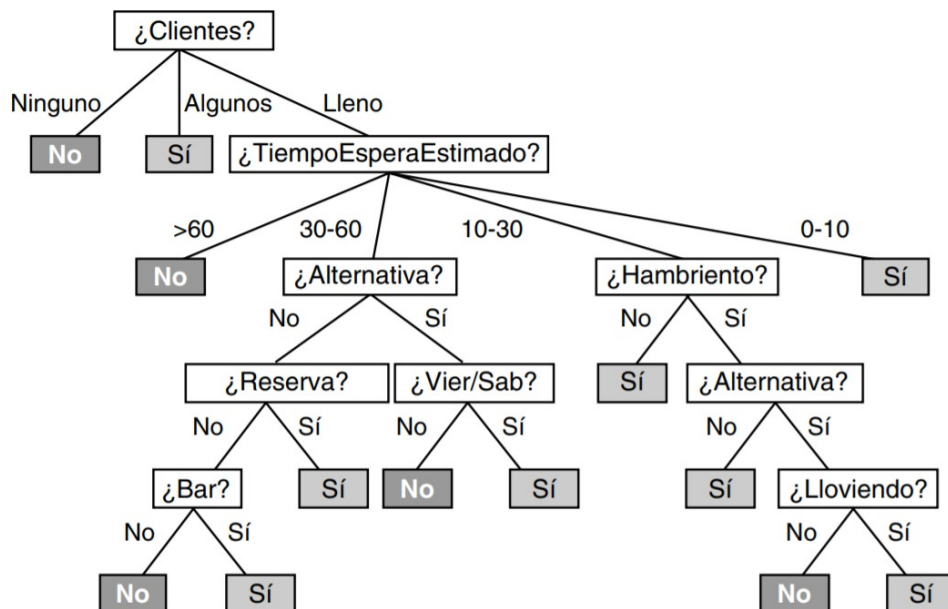 ¿Clientes?
Ninguno Algunos Lleno
No Sí ¿TiempoEsperaEstimado?
>60 30-60 10-30 0-10
No ¿Alternativa? ¿Hambriento? Sí
No Sí No Sí
¿Reserva? ¿Vier/Sab? Sí ¿Alternativa?
No Sí No Sí No Sí
¿Bar? Sí No Sí Sí ¿Lloviendo?
No Sí No Sí
No Sí No Sí